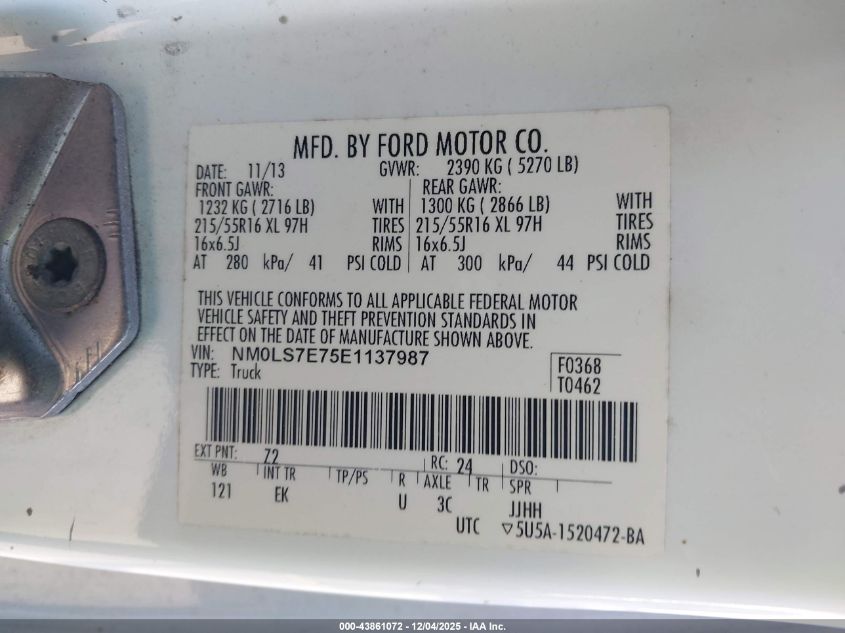 MFD. BY FORD MOTOR CO.
DATE: 11/13 GVWR: 2390 KG ( 5270 LB)
FRONT GAWR: REAR GAWR:
1232 KG ( 2716 LB) WITH 1300 KG ( 2866 LB) WITH
215/55R16 XL 97H TIRES 215/55R16 XL 97H TIRES
16x6.5J RIMS 16x6.5J RIMS
AT 280 kPa/ 41 PSI COLD AT 300 kPa/ 44 PSI COLD
THIS VEHICLE CONFORMS TO ALL APPLICABLE FEDERAL MOTOR
VEHICLE SAFETY AND THEFT PREVENTION STANDARDS IN
EFFECT ON THE DATE OF MANUFACTURE SHOWN ABOVE.
VIN: NM0LS7E75E1137987
TYPE: Truck
F0368
T0462
EXT PNT: 72 RC: 24 DSO:
WB INT TR TP/PS R AXLE TR SPR
121 EK U 3C JJHH
UTC ▽5U5A-1520472-BA
000-43861072 - 12/04/2025 - IAA Inc.